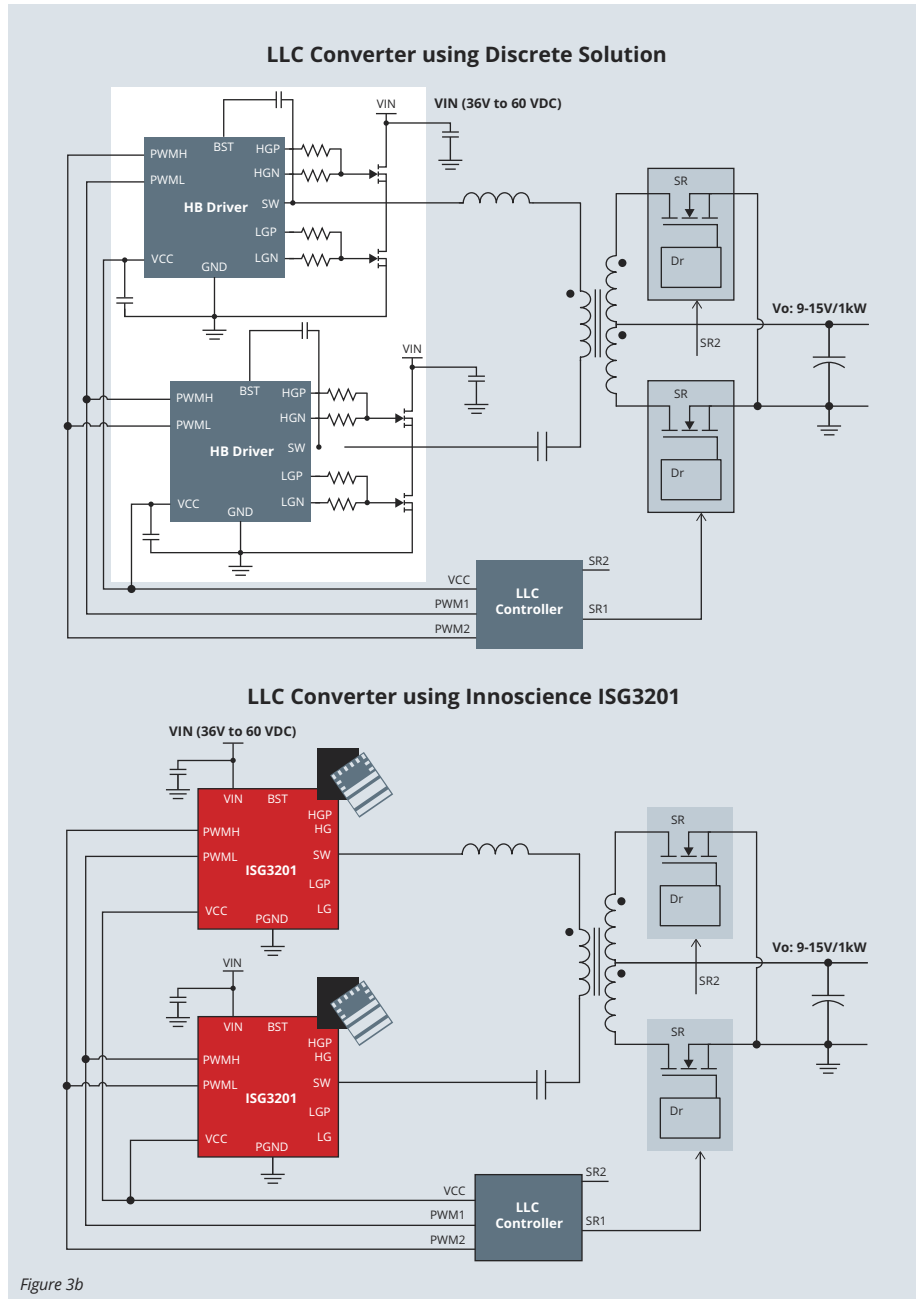 LLC Converter using Discrete Solution
VIN
VIN (36V to 60 VDC)
BST
PWMH
HGP
PWML
HGN
HB Driver
SW
LGP
VCC
LGN
GND
SR
Dr
Vo: 9-15V/1kW
SR2
VIN
BST
PWMH
HGP
PWML
HGN
HB Driver
SW
LGP
VCC
LGN
GND
SR
Dr
VCC
PWM1
PWM2
LLC
Controller
SR2
SR1
LLC Converter using Innoscience ISG3201
VIN (36V to 60 VDC)
VIN
BST
HGP
HG
PWMH
PWML
SW
ISG3201
LGP
VCC
LG
PGND
SR
Dr
Vo: 9-15V/1kW
SR2
VIN
VIN
BST
HGP
HG
PWMH
PWML
SW
ISG3201
LGP
VCC
LG
PGND
SR
Dr
VCC
PWM1
PWM2
LLC
Controller
SR2
SR1
Figure 3b